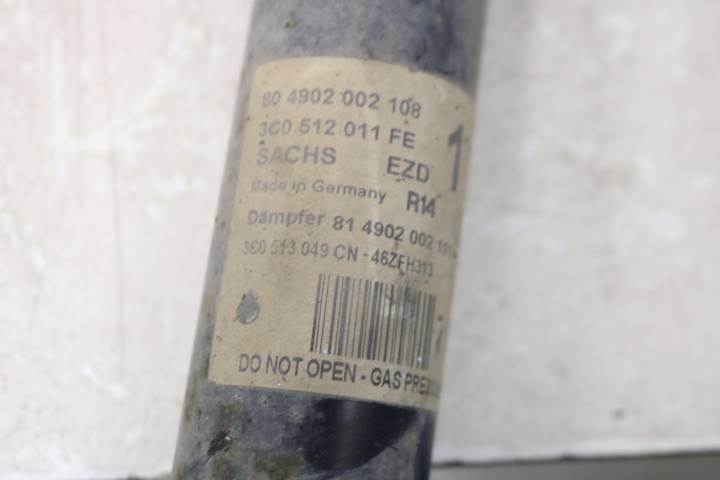 80 4902 002 108
3C0 512 011 FE 1
SACHS EZD
Made in Germany R14
Dämpfer 81 4902 002
3C0 513 049 CN - 46ZFH313
DO NOT OPEN - GAS